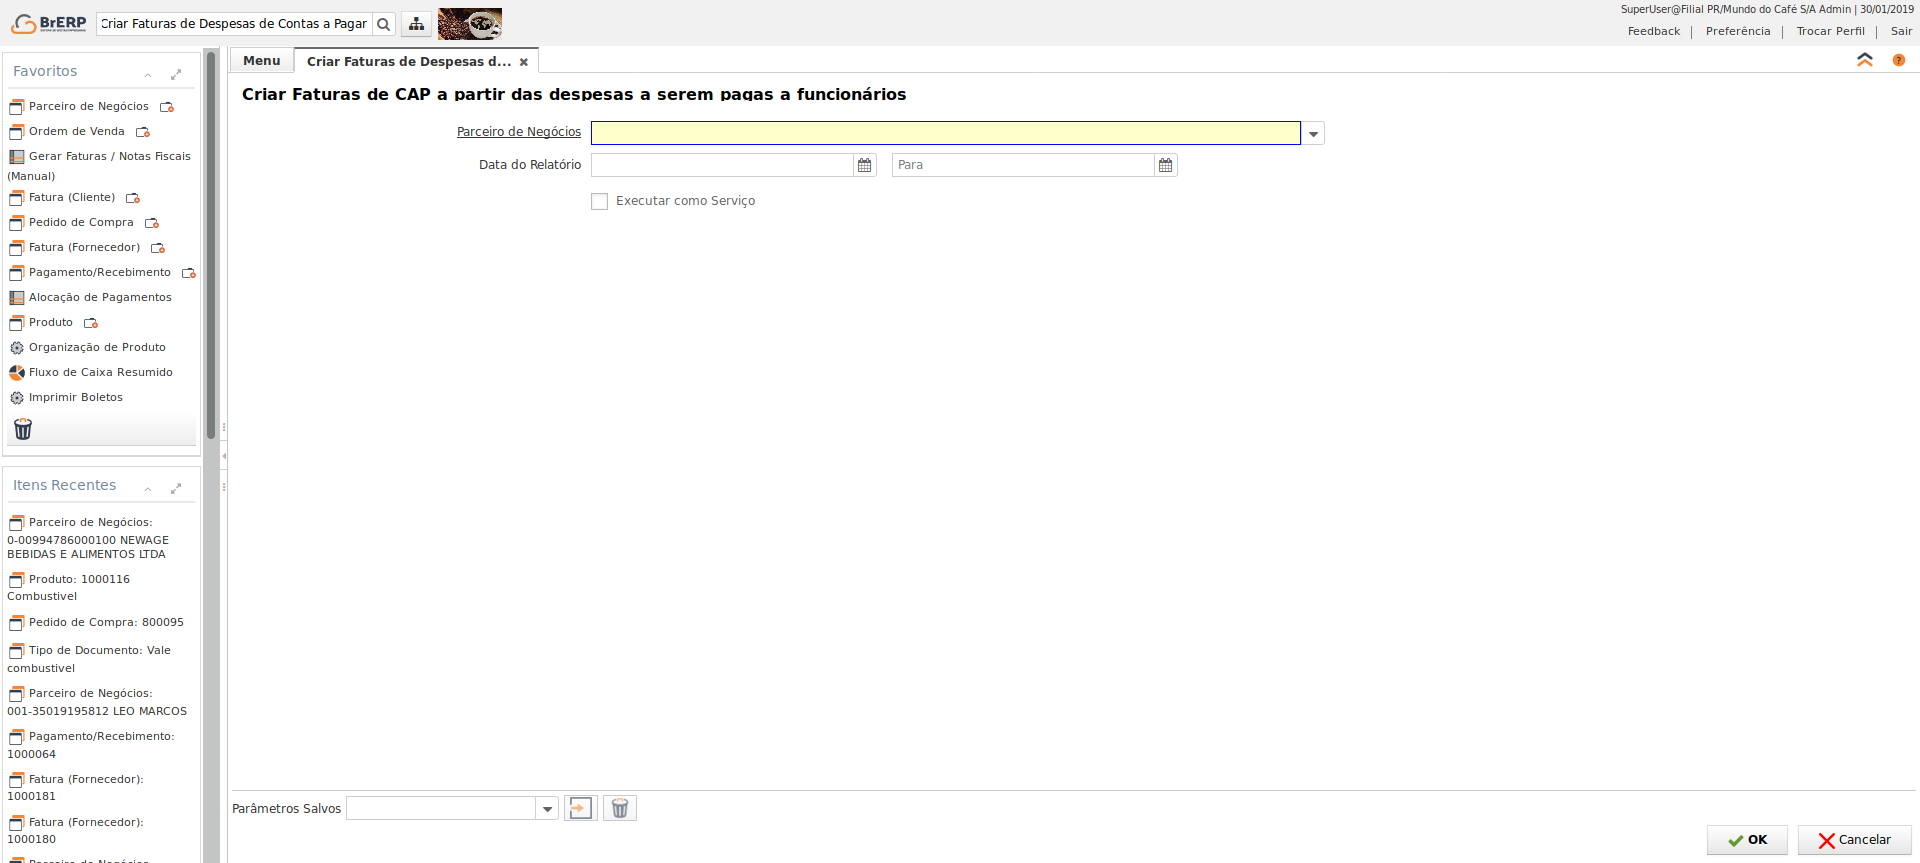 BrERP
Criar Faturas de Despesas de Contas a Pagar
SuperUser@Filial PR/Mundo do Café S/A Admin | 30/01/2019
Feedback | Preferência | Trocar Perfil | Sair
Favoritos
Parceiro de Negócios
Ordem de Venda
Gerar Faturas / Notas Fiscais
(Manual)
Fatura (Cliente)
Pedido de Compra
Fatura (Fornecedor)
Pagamento/Recebimento
Alocação de Pagamentos
Produto
Organização de Produto
Fluxo de Caixa Resumido
Imprimir Boletos
Itens Recentes
Parceiro de Negócios:
0-00994786000100 NEWAGE
BEBIDAS E ALIMENTOS LTDA
Produto: 1000116
Combustivel
Pedido de Compra: 800095
Tipo de Documento: Vale
combustivel
Parceiro de Negócios:
001-35019195812 LEO MARCOS
Pagamento/Recebimento:
1000064
Fatura (Fornecedor):
1000181
Fatura (Fornecedor):
1000180
Parceiro de Negócios
Menu
Criar Faturas de Despesas d...
?
Criar Faturas de CAP a partir das despesas a serem pagas a funcionários
Parceiro de Negócios
Data do Relatório
Para
Executar como Serviço
Parâmetros Salvos
OK
Cancelar